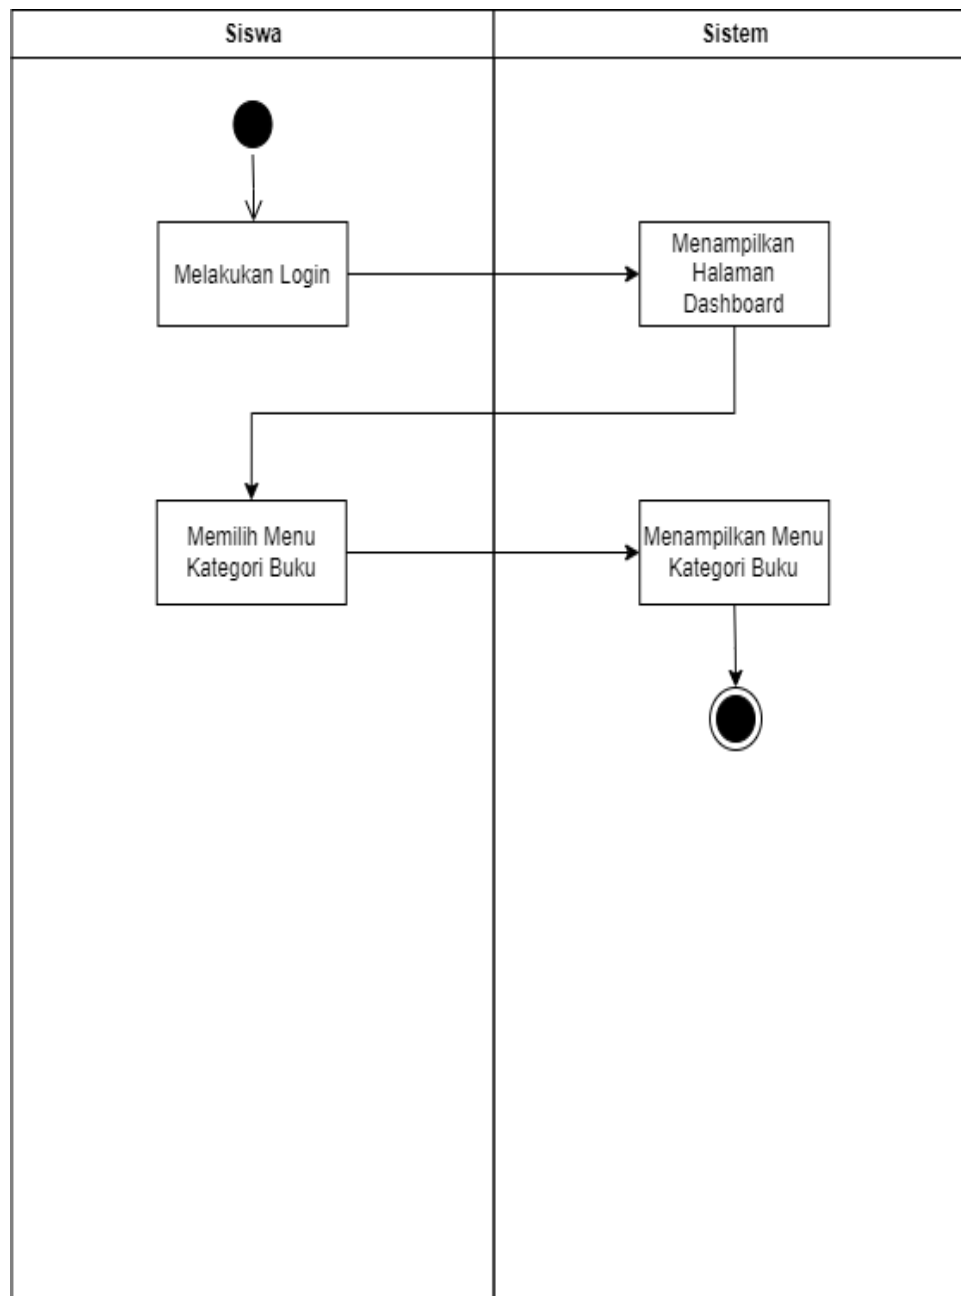 Siswa
Sistem
Melakukan Login
Menampilkan
Halaman
Dashboard
Memilih Menu
Kategori Buku
Menampilkan Menu
Kategori Buku